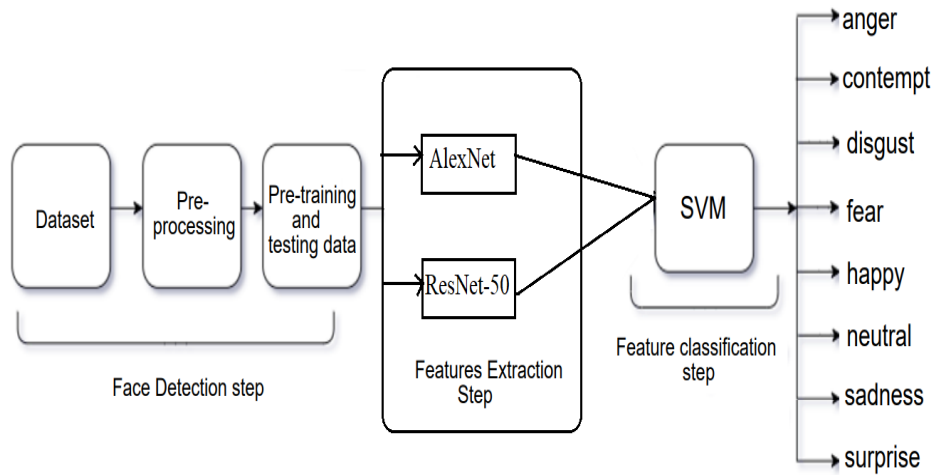 Dataset
Pre-
processing
Pre-training
and
testing data
Face Detection step
AlexNet
ResNet-50
Features Extraction
Step
SVM
Feature classification
step
anger
contempt
disgust
fear
happy
neutral
sadness
surprise